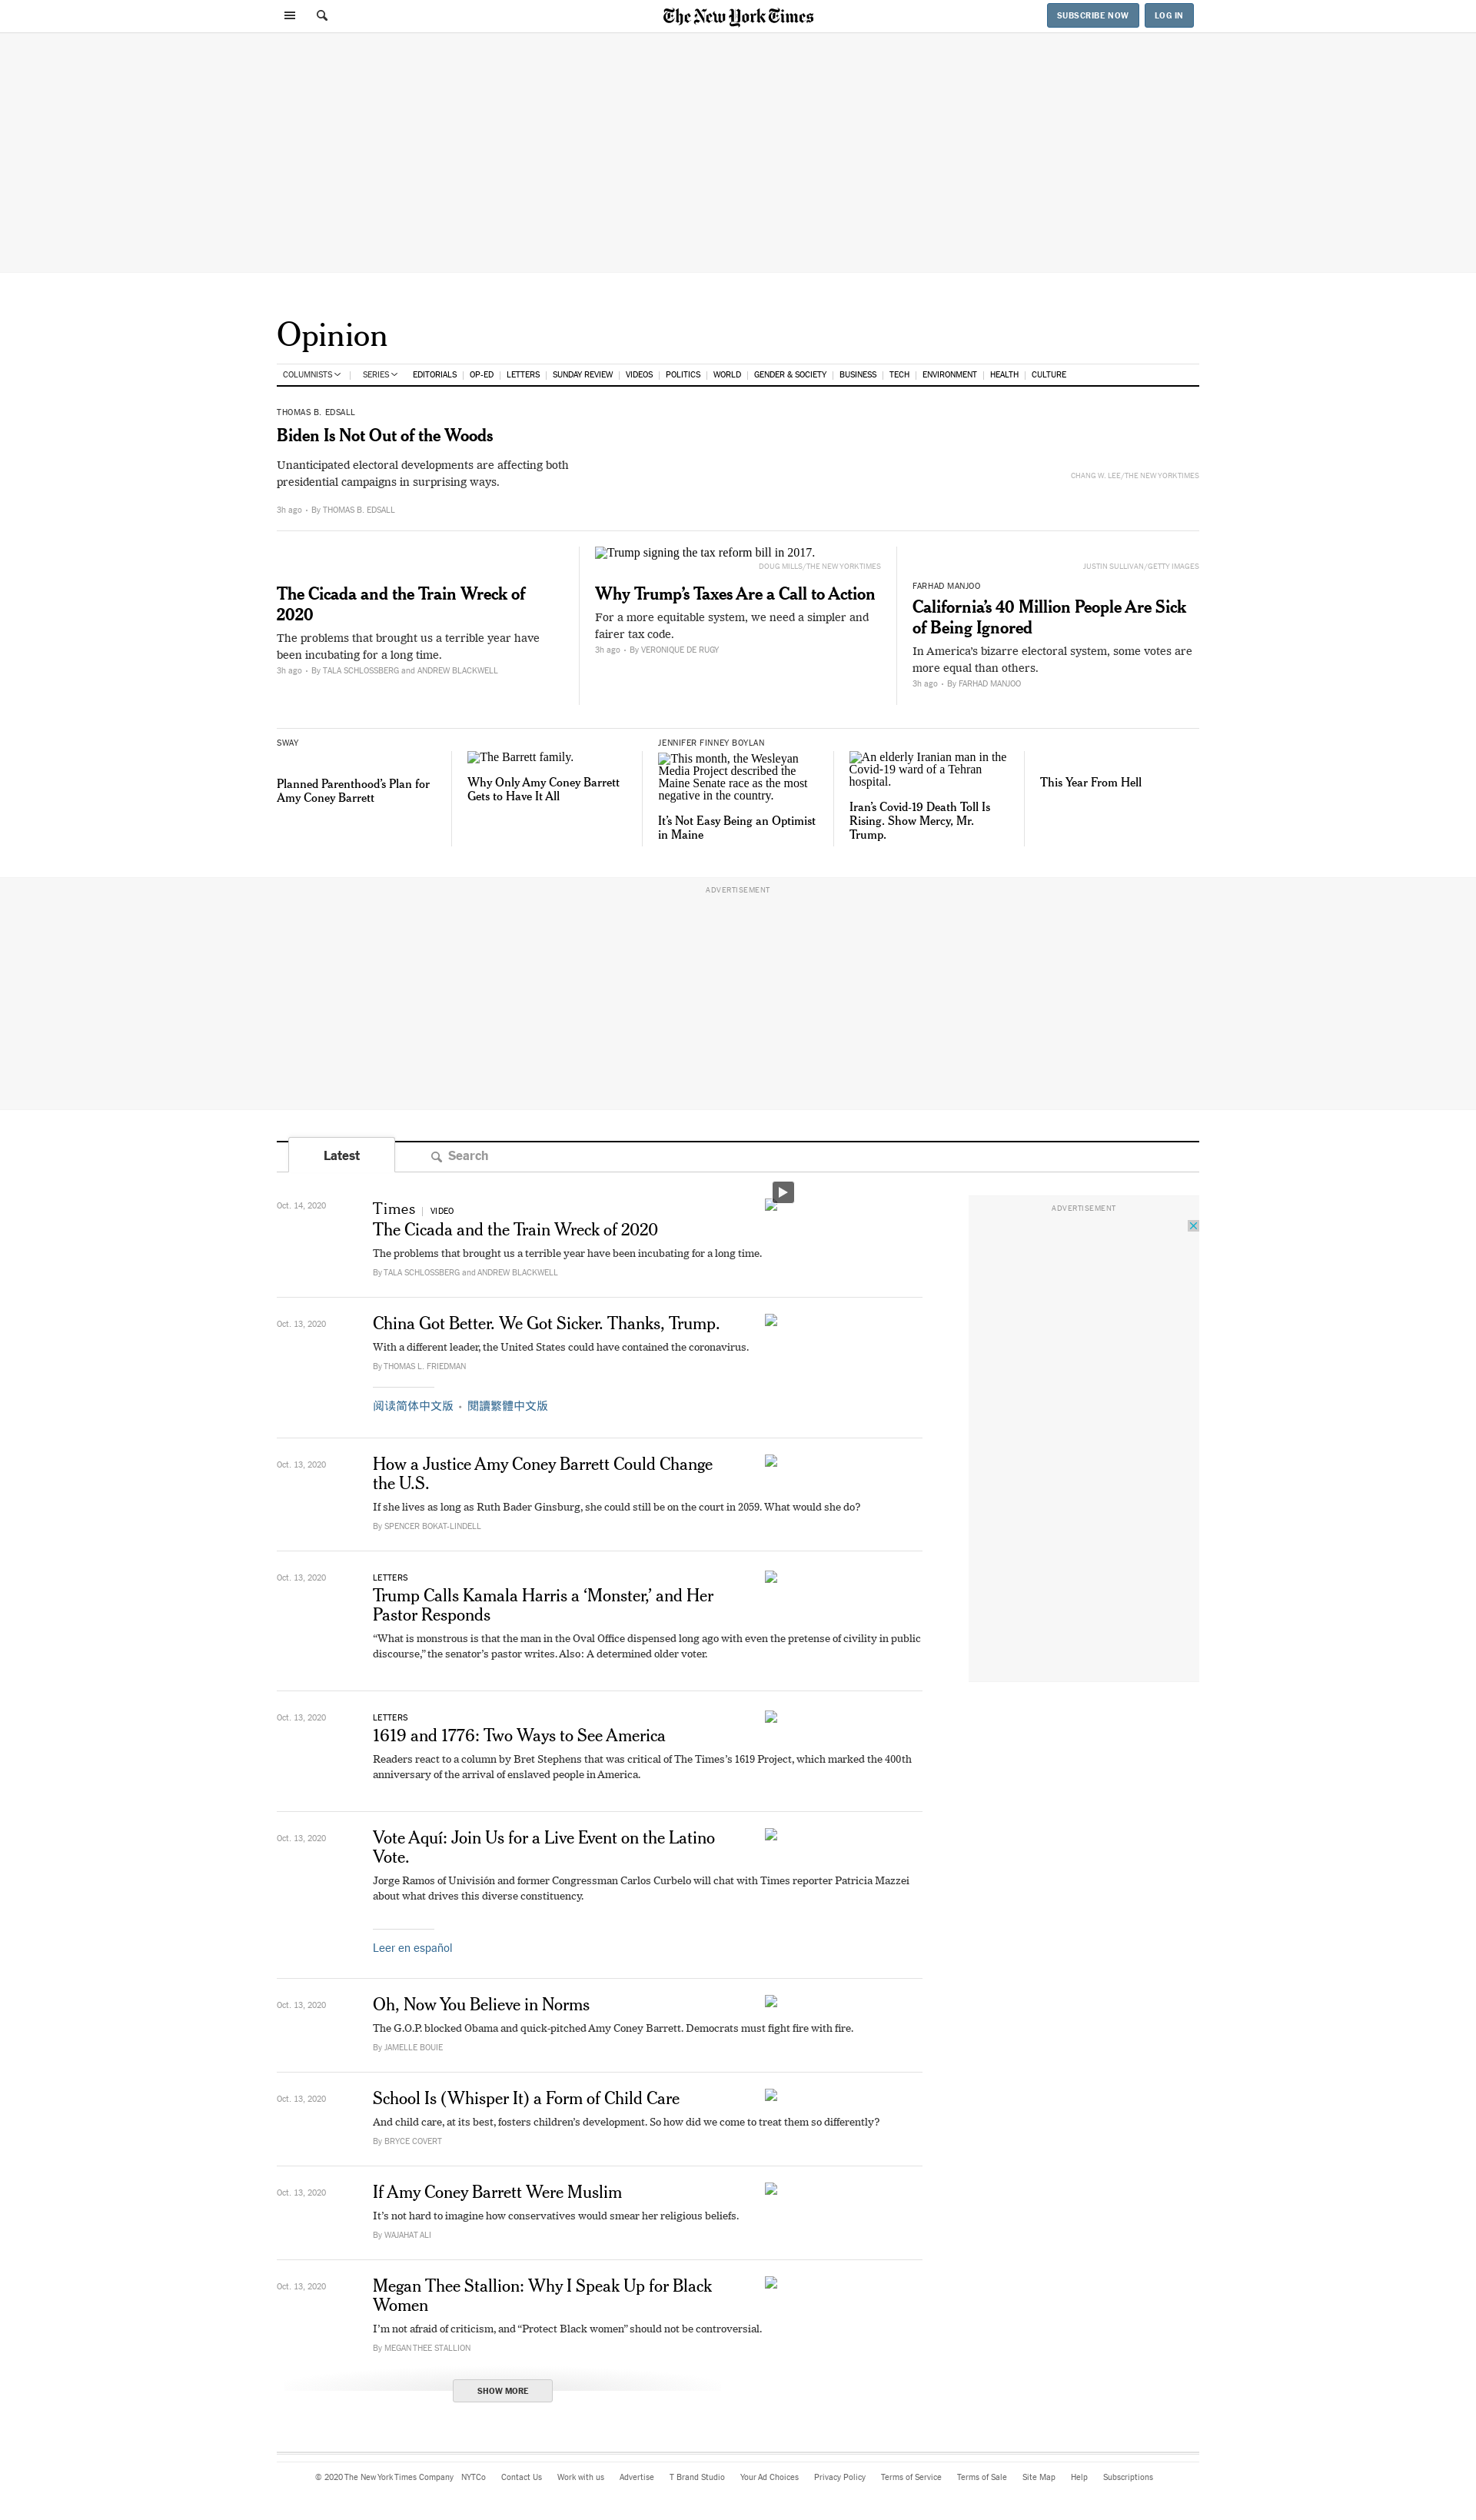 The New York Times
SUBSCRIBE NOW
LOG IN
Opinion
COLUMNISTS
SERIES
EDITORIALS
OP-ED
LETTERS
SUNDAY REVIEW
VIDEOS
POLITICS
WORLD
GENDER & SOCIETY
BUSINESS
TECH
ENVIRONMENT
HEALTH
CULTURE
THOMAS B. EDSALL
Biden Is Not Out of the Woods
Unanticipated electoral developments are affecting both
presidential campaigns in surprising ways.
3h ago • By THOMAS B. EDSALL
CHANG W. LEE/THE NEW YORK TIMES
The Cicada and the Train Wreck of
2020
The problems that brought us a terrible year have
been incubating for a long time.
3h ago • By TALA SCHLOSSBERG and ANDREW BLACKWELL
Trump signing the tax reform bill in 2017.
DOUG MILLS/THE NEW YORK TIMES
Why Trump’s Taxes Are a Call to Action
For a more equitable system, we need a simpler and
fairer tax code.
3h ago • By VERONIQUE DE RUGY
JUSTIN SULLIVAN/GETTY IMAGES
FARHAD MANJOO
California’s 40 Million People Are Sick
of Being Ignored
In America’s bizarre electoral system, some votes are
more equal than others.
3h ago • By FARHAD MANJOO
SWAY
Planned Parenthood’s Plan for
Amy Coney Barrett
The Barrett family.
Why Only Amy Coney Barrett
Gets to Have It All
JENNIFER FINNEY BOYLAN
This month, the Wesleyan
Media Project described the
Maine Senate race as the most
negative in the country.
It’s Not Easy Being an Optimist
in Maine
An elderly Iranian man in the
Covid-19 ward of a Tehran
hospital.
Iran’s Covid-19 Death Toll Is
Rising. Show Mercy, Mr.
Trump.
This Year From Hell
ADVERTISEMENT
Latest
Search
ADVERTISEMENT
Oct. 14, 2020
Times | VIDEO
The Cicada and the Train Wreck of 2020
The problems that brought us a terrible year have been incubating for a long time.
By TALA SCHLOSSBERG and ANDREW BLACKWELL
Oct. 13, 2020
China Got Better. We Got Sicker. Thanks, Trump.
With a different leader, the United States could have contained the coronavirus.
By THOMAS L. FRIEDMAN
阅读简体中文版 • 閱讀繁體中文版
Oct. 13, 2020
How a Justice Amy Coney Barrett Could Change
the U.S.
If she lives as long as Ruth Bader Ginsburg, she could still be on the court in 2059. What would she do?
By SPENCER BOKAT-LINDELL
Oct. 13, 2020
LETTERS
Trump Calls Kamala Harris a ‘Monster,’ and Her
Pastor Responds
“What is monstrous is that the man in the Oval Office dispensed long ago with even the pretense of civility in public
discourse,” the senator’s pastor writes. Also: A determined older voter.
Oct. 13, 2020
LETTERS
1619 and 1776: Two Ways to See America
Readers react to a column by Bret Stephens that was critical of The Times’s 1619 Project, which marked the 400th
anniversary of the arrival of enslaved people in America.
Oct. 13, 2020
Vote Aquí: Join Us for a Live Event on the Latino
Vote.
Jorge Ramos of Univisión and former Congressman Carlos Curbelo will chat with Times reporter Patricia Mazzei
about what drives this diverse constituency.
Leer en español
Oct. 13, 2020
Oh, Now You Believe in Norms
The G.O.P. blocked Obama and quick-pitched Amy Coney Barrett. Democrats must fight fire with fire.
By JAMELLE BOUIE
Oct. 13, 2020
School Is (Whisper It) a Form of Child Care
And child care, at its best, fosters children’s development. So how did we come to treat them so differently?
By BRYCE COVERT
Oct. 13, 2020
If Amy Coney Barrett Were Muslim
It’s not hard to imagine how conservatives would smear her religious beliefs.
By WAJAHAT ALI
Oct. 13, 2020
Megan Thee Stallion: Why I Speak Up for Black
Women
I’m not afraid of criticism, and “Protect Black women” should not be controversial.
By MEGAN THEE STALLION
SHOW MORE
© 2020 The New York Times Company NYTCo Contact Us Work with us Advertise T Brand Studio Your Ad Choices Privacy Policy Terms of Service Terms of Sale Site Map Help Subscriptions